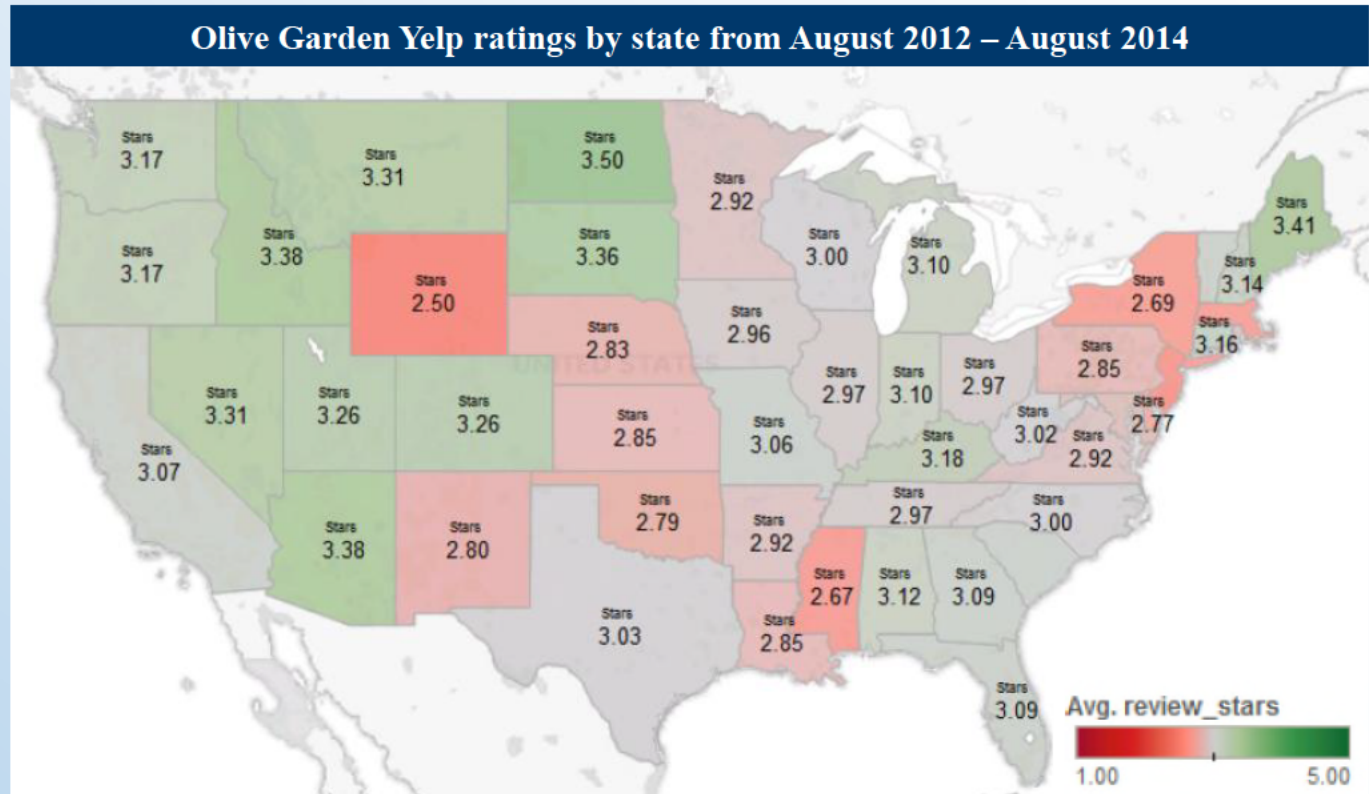 Olive Garden Yelp ratings by state from August 2012 – August 2014
Stars
3.17
Stars
3.31
Stars
3.50
Stars
2.92
Stars
3.00
Stars
3.10
Stars
3.41
Stars
3.17
Stars
3.38
Stars
2.50
Stars
3.36
Stars
2.69
Stars
3.14
Stars
3.16
Stars
2.83
Stars
2.96
Stars
2.85
Stars
2.77
UNITED STATES
Stars
3.07
Stars
3.31
Stars
3.26
Stars
3.26
Stars
2.85
Stars
3.06
Stars
2.97
Stars
3.10
Stars
2.97
Stars
3.02
Stars
2.92
Stars
3.18
Stars
3.38
Stars
2.80
Stars
2.79
Stars
2.92
Stars
2.97
Stars
3.00
Stars
3.03
Stars
2.85
Stars
2.67
Stars
3.12
Stars
3.09
Stars
3.09
Avg. review_stars
1.00
5.00